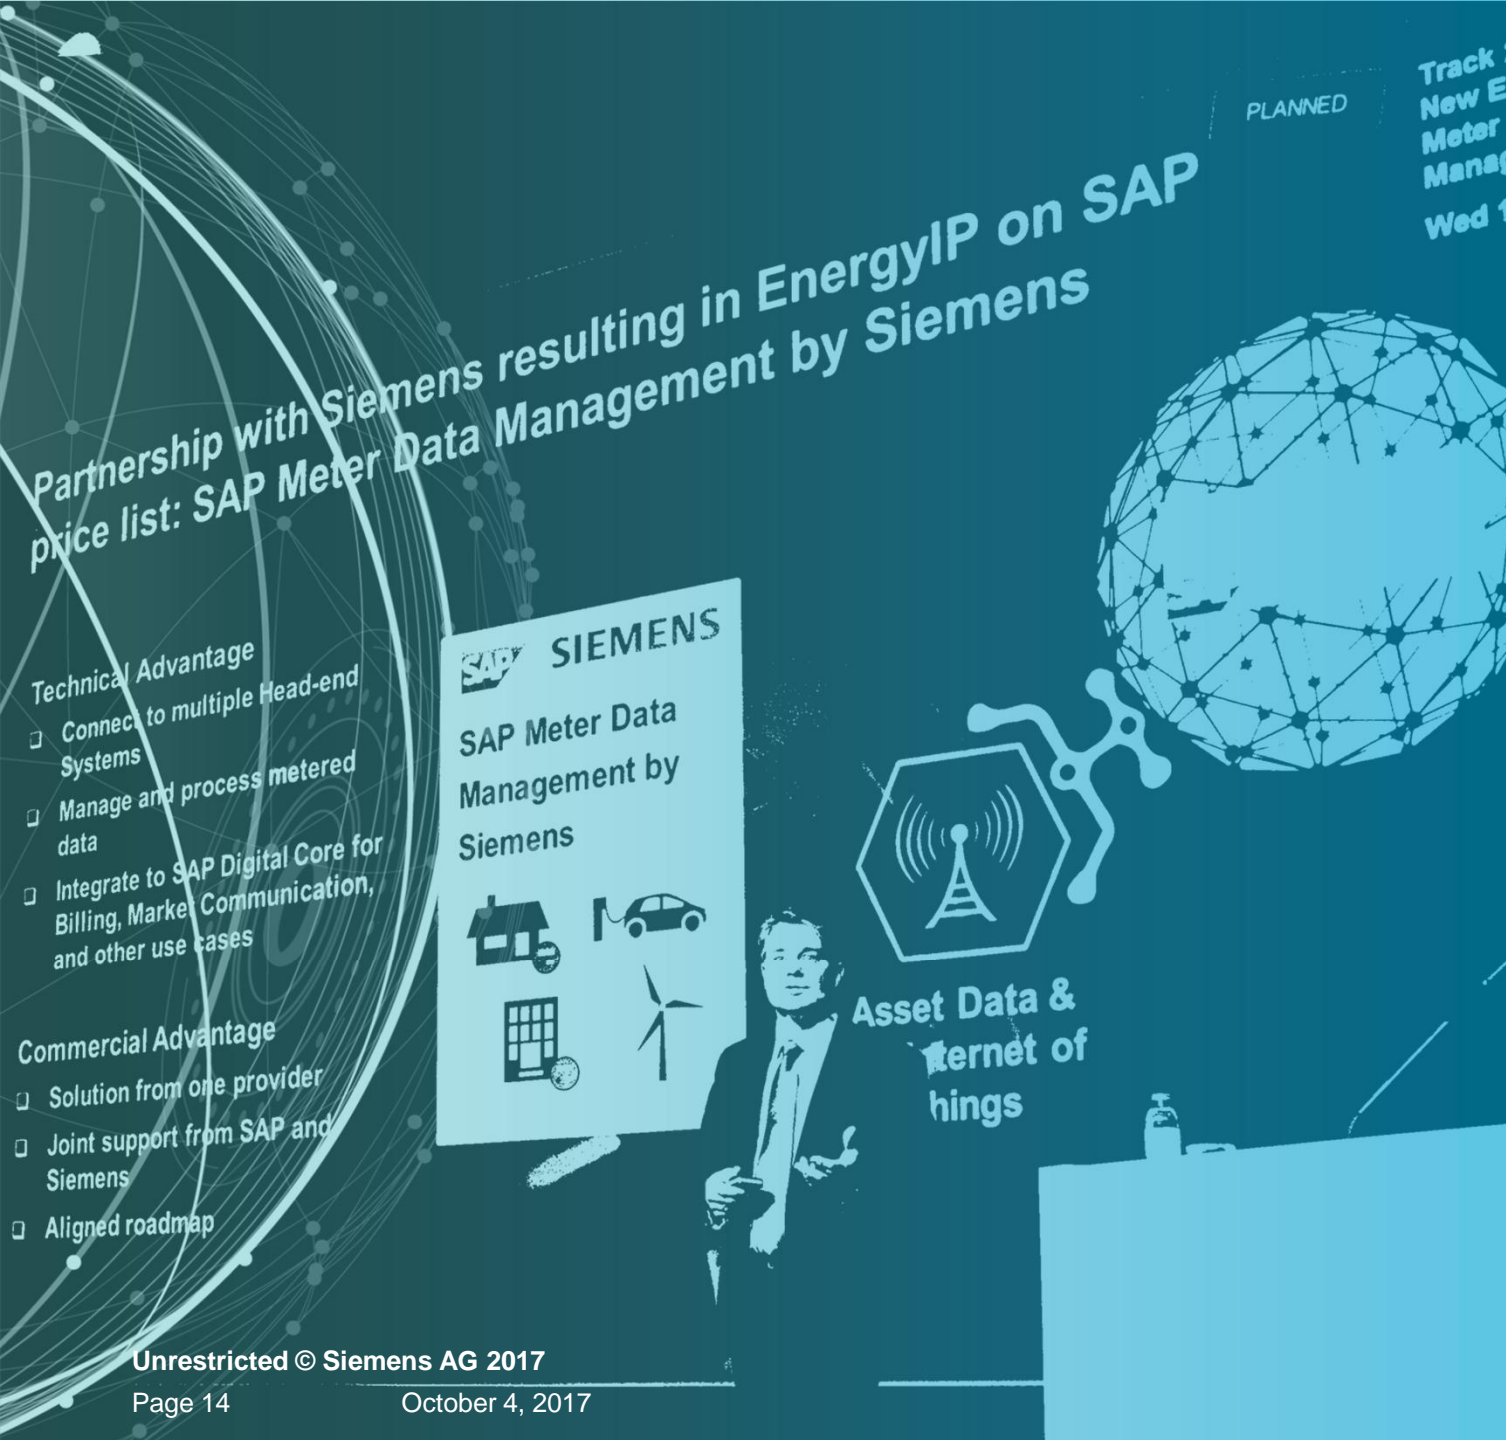 PLANNED
Track
New E
Meter
Manag
Wed 1
Partnership with Siemens resulting in EnergyIP on SAP
price list: SAP Meter Data Management by Siemens
Technical Advantage
Connect to multiple Head-end
Systems
Manage and process metered
data
Integrate to SAP Digital Core for
Billing, Market Communication,
and other use cases
Commercial Advantage
Solution from one provider
Joint support from SAP and
Siemens
Aligned roadmap
SAP SIEMENS
SAP Meter Data
Management by
Siemens
Asset Data &
ternet of
hings
Unrestricted © Siemens AG 2017
Page 14 October 4, 2017